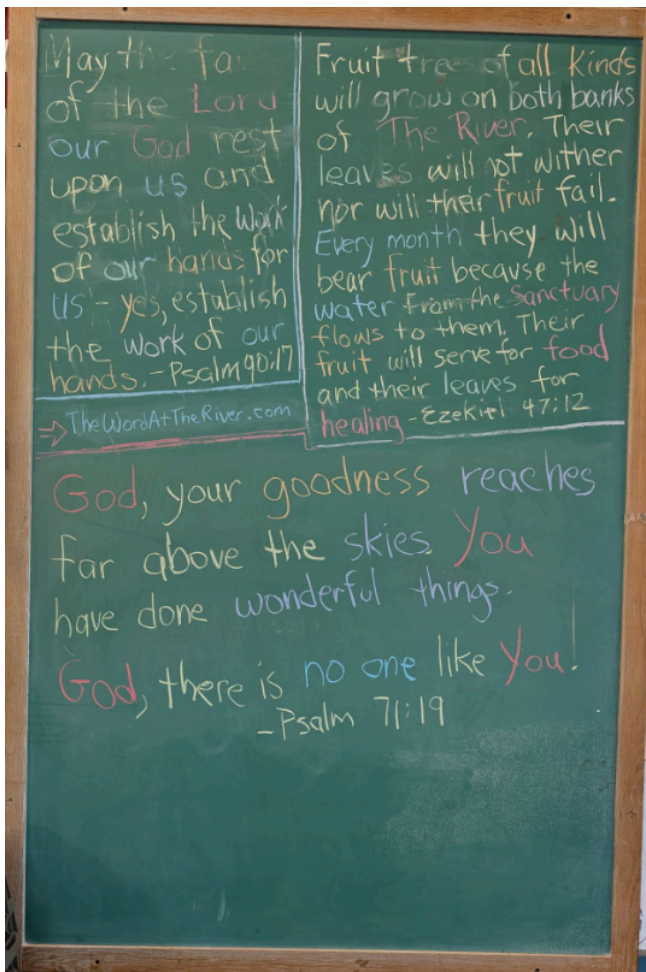 May the fa
of the Lord
our God rest
upon us and
establish the work
of our hands for
us - yes, establish
the work of our
hands. - Psalm 90:17
⇒ TheWordAtTheRiver.com
Fruit tree of all kinds
will grow on both banks
of The River. Their
leaves will not wither
nor will their fruit fail.
Every month they will
bear fruit because the
water from the sanctuary
flows to them. Their
fruit will serve for food
and their leaves for
healing - Ezekiel 47:12
God, your goodness reaches
far above the skies. You
have done wonderful things.
God, there is no one like You!
- Psalm 71:19